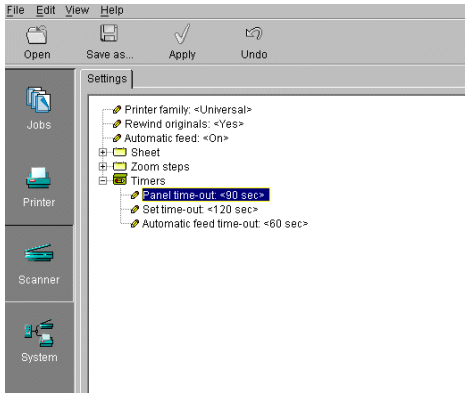 File Edit View Help
Open Save as... Apply Undo
Settings
Jobs
Printer
Scanner
System
Printer family: <Universal>
Rewind originals: <Yes>
Automatic feed: <On>
Sheet
Zoom steps
Timers
Panel time-out: <90 sec>
Set time-out: <120 sec>
Automatic feed time-out: <60 sec>